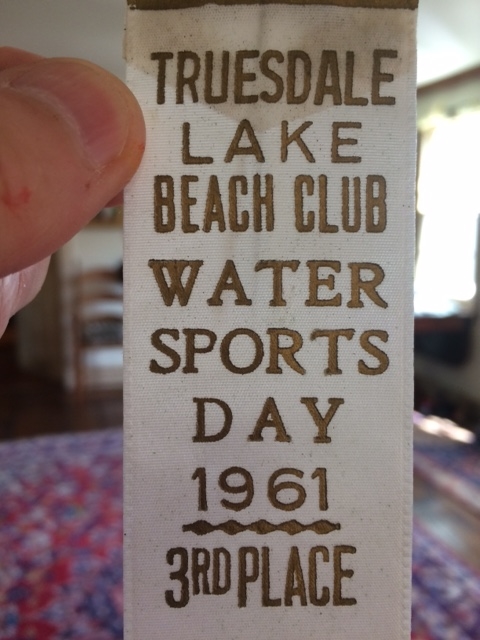 TRUESDALE
LAKE
BEACH CLUB
WATER
SPORTS
DAY
1961
3RD PLACE